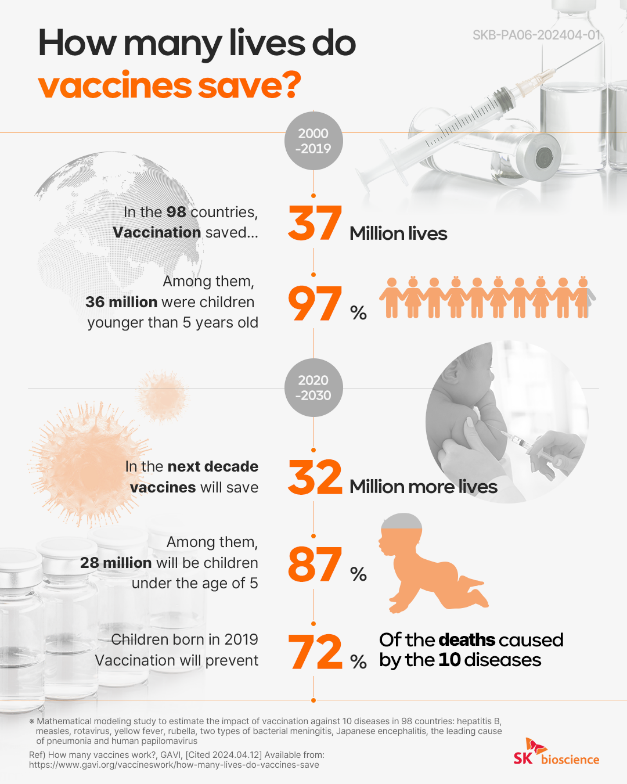 How many lives do
vaccines save?
SKB-PA06-202404-01
2000
-2019
In the 98 countries,
Vaccination saved...
37 Million lives
Among them,
36 million were children
younger than 5 years old
97 %
2020
-2030
In the next decade
vaccines will save
32 Million more lives
Among them,
28 million will be children
under the age of 5
87 %
Children born in 2019
Vaccination will prevent
72 %
Of the deaths caused
by the 10 diseases
※ Mathematical modeling study to estimate the impact of vaccination against 10 diseases in 98 countries: hepatitis B,
measles, rotavirus, yellow fever, rubella, two types of bacterial meningitis, Japanese encephalitis, the leading cause
of pneumonia and human papilomavirus
Ref) How many vaccines work?, GAVI, [Cited 2024.04.12] Available from:
https://www.gavi.org/vaccineswork/how-many-lives-do-vaccines-save
SK bioscience